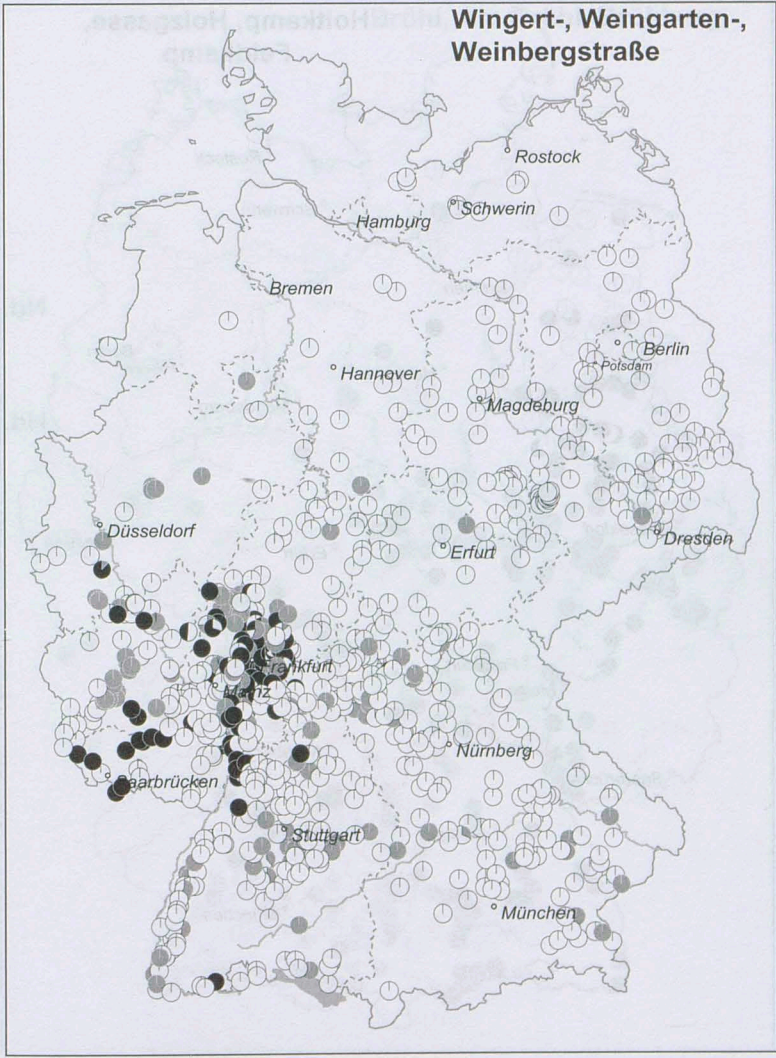 Wingert-, Weingarten-,
Weinbergstraße
Rostock
Schwerin
Hamburg
Bremen
Berlin
Potsdam
Hannover
Magdeburg
Düsseldorf
Dresden
Erfurt
Frankfurt
Mainz
Nürnberg
Saarbrücken
Stuttgart
München